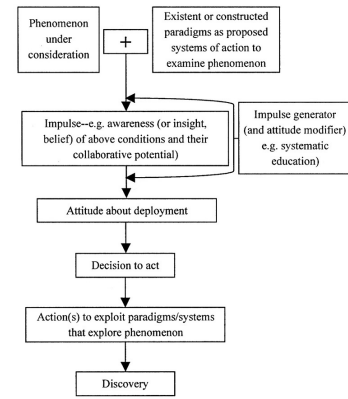 Phenomenon
under
consideration
+
Existent or constructed
paradigms as proposed
systems of action to
examine phenomenon
Impulse--e.g. awareness (or insight,
belief) of above conditions and their
collaborative potential)
Impulse generator
(and attitude modifier)
e.g. systematic
education)
Attitude about deployment
Decision to act
Action(s) to exploit paradigms/systems
that explore phenomenon
Discovery